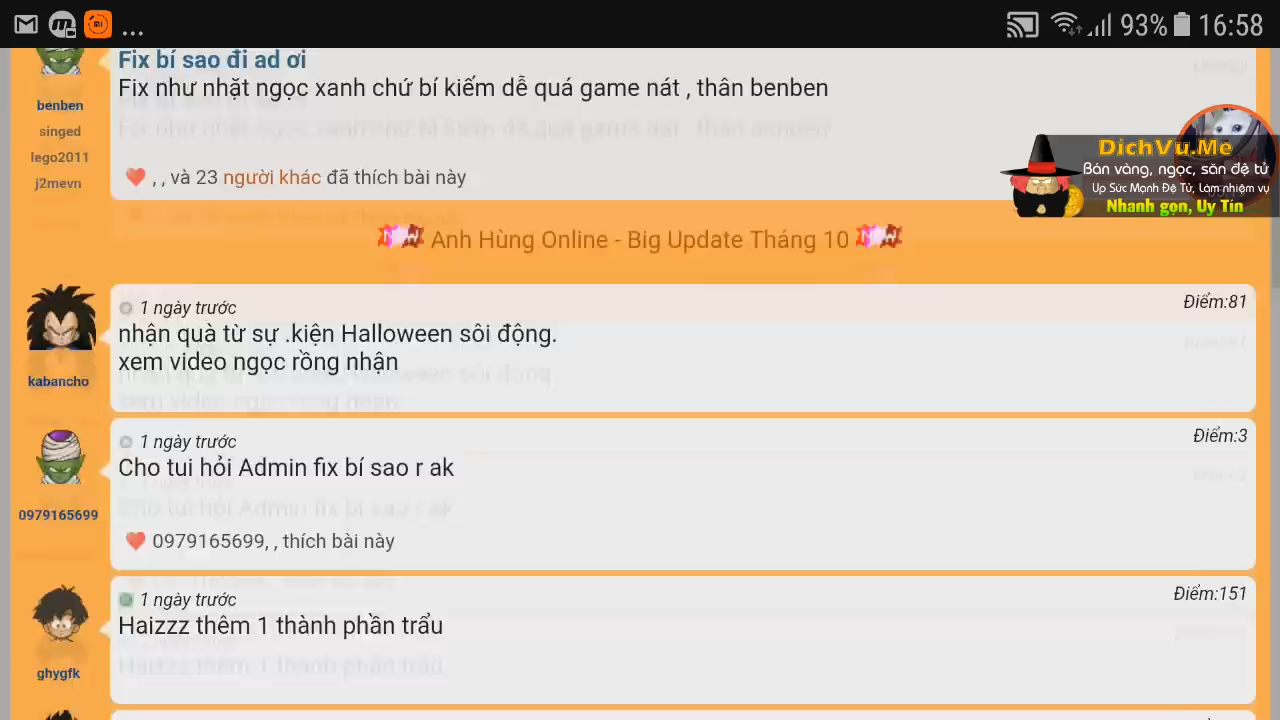 93% 16:58
Fix bí sao đi ad ơi
Fix như nhặt ngọc xanh chứ bí kiếm dễ quá game nát , thân benben
benben
singed
lego2011
j2mevn
, , và 23 người khác đã thích bài này
DichVu.Me
Bán vàng, ngọc, săn đệ tử
Up Sức Mạnh Đệ Tử, Làm nhiệm vụ
Nhanh gọn, Uy Tín
NEW Anh Hùng Online - Big Update Tháng 10 NEW
1 ngày trước
Điểm:81
nhận quà từ sự .kiện Halloween sôi động.
xem video ngọc rồng nhận
kabancho
1 ngày trước
Điểm:3
Cho tui hỏi Admin fix bí sao r ak
0979165699
0979165699, , thích bài này
1 ngày trước
Điểm:151
Haizzz thêm 1 thành phần trẩu
ghygfk